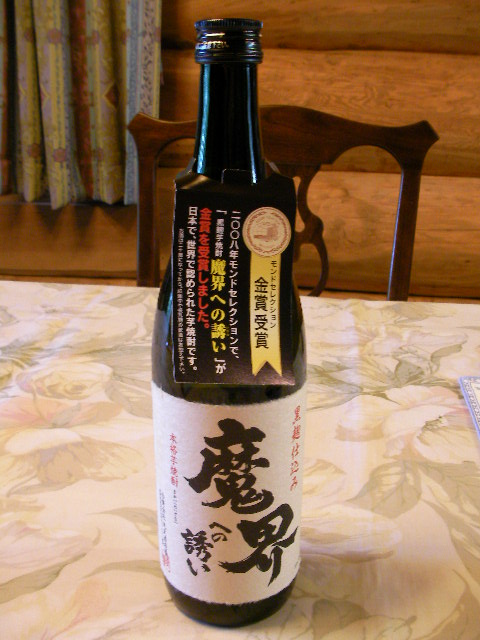 二〇〇八年モンドセレクションで、
「黒麹芋焼酎 魔界への誘い」が
金賞を受賞しました。
日本で、世界で認められた芋焼酎です。
モンドセレクション
金賞受賞
黒麹仕込み
魔界
への
誘い
本格芋焼酎